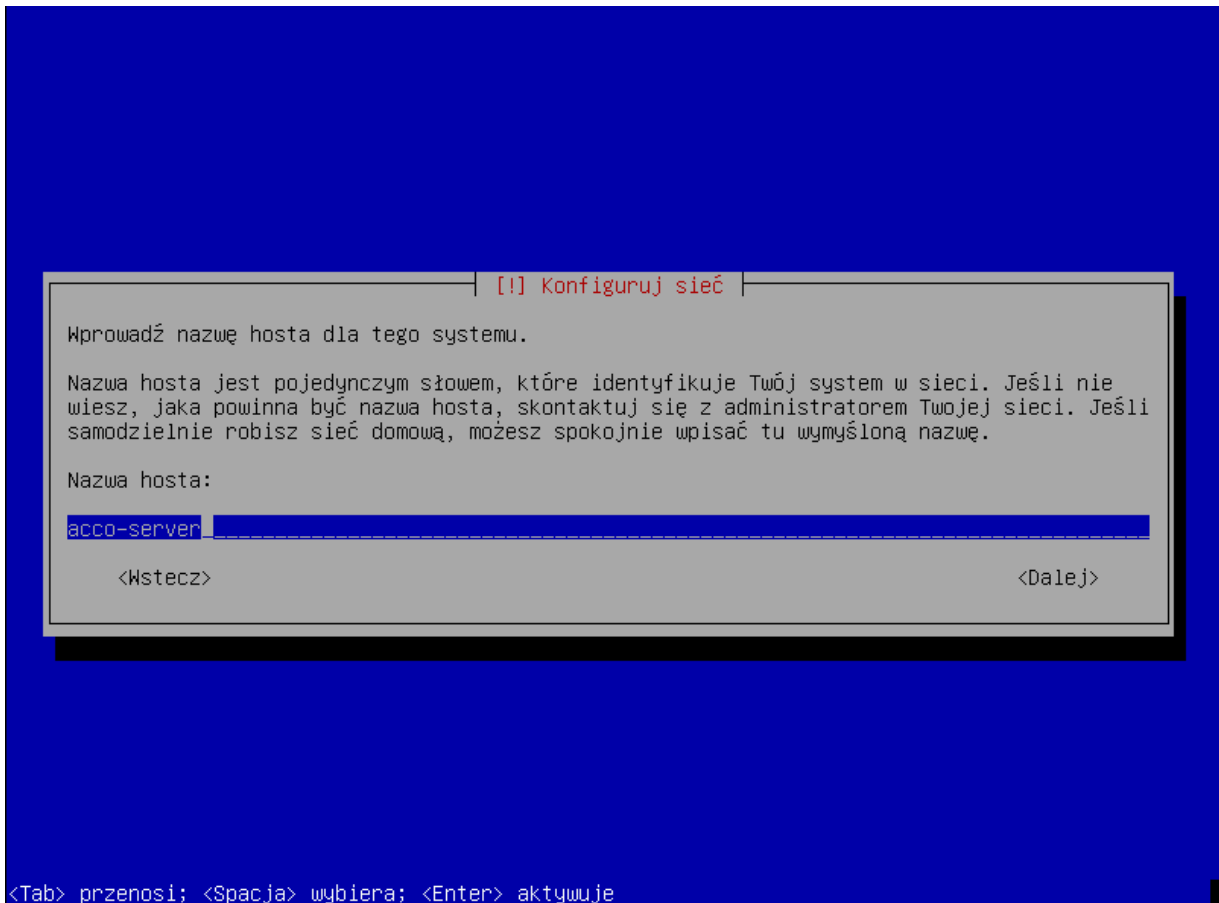 [!] Konfiguruj sieć
Wprowadź nazwę hosta dla tego systemu.
Nazwa hosta jest pojedynczym słowem, które identyfikuje Twój system w sieci. Jeśli nie
wiesz, jaka powinna być nazwa hosta, skontaktuj się z administratorem Twojej sieci. Jeśli
samodzielnie robisz sieć domową, możesz spokojnie wpisać tu wymyśloną nazwę.
Nazwa hosta:
acco-server
<Wstecz> <Dalej>
<Tab> przenosi; <Spacja> wybiera; <Enter> aktywuje